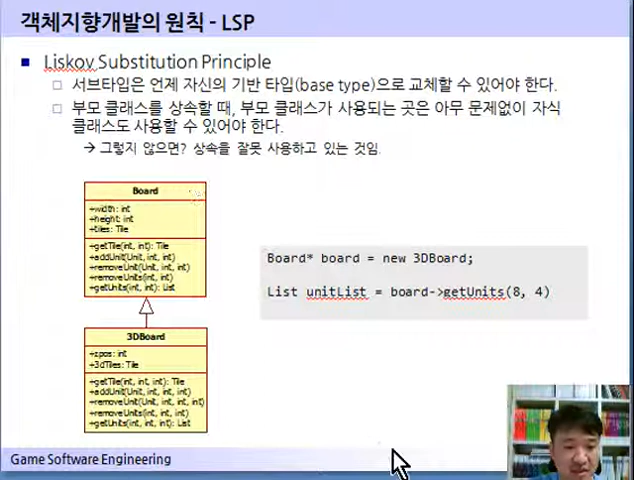 객체지향개발의 원칙 - LSP
Liskov Substitution Principle
서브타입은 언제 자신의 기반 타입(base type)으로 교체할 수 있어야 한다.
부모 클래스를 상속할 때, 부모 클래스가 사용되는 곳은 아무 문제없이 자식
클래스도 사용할 수 있어야 한다.
→ 그렇지 않으면? 상속을 잘못 사용하고 있는 것임.
Board
+width: int
+height: int
+tiles: Tile
+getTile(int, int): Tile
+addUnit(Unit, int, int)
+removeUnit(Unit, int, int)
+removeUnits(int, int)
+getUnits(int, int): List
3DBoard
+zpos: int
+3dTiles: Tile
+getTile(int, int, int): Tile
+addUnit(Unit, int, int, int)
+removeUnit(Unit, int, int, int)
+removeUnits(int, int, int)
+getUnits(int, int, int): List
Board* board = new 3DBoard;
List unitList = board->getUnits(8, 4)
Game Software Engineering